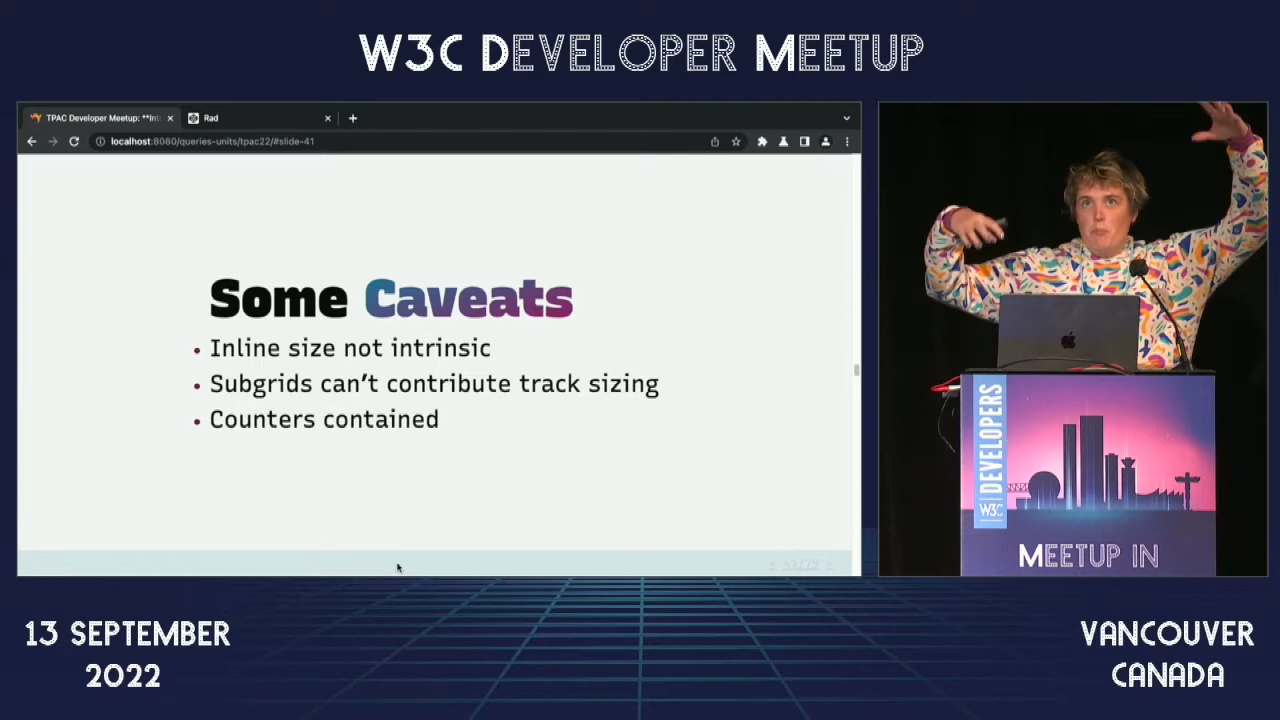 W3C DEVELOPER MEETUP
TPAC Developer Meetup: **Int
Rad
localhost:8080/queries-units/tpac22/#slide-41
Some Caveats
Inline size not intrinsic
Subgrids can't contribute track sizing
Counters contained
DEVELOPERS
W3C
MEETUP IN
13 SEPTEMBER
2022
VANCOUVER
CANADA